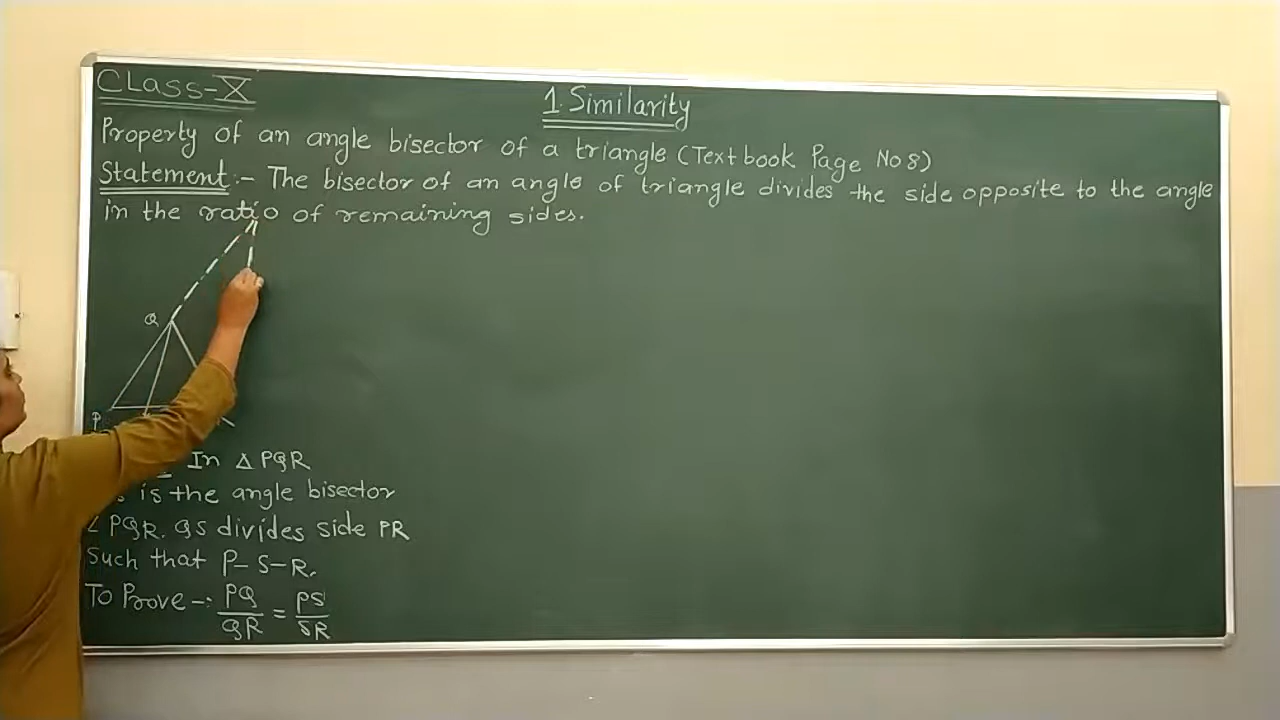 Class-X
1. Similarity
Property of an angle bisector of a triangle (Textbook Page No 8)
Statement:- The bisector of an angle of triangle divides the side opposite to the angle
in the ratio of remaining sides.
Q
P
In Δ PQR
is the angle bisector
∠ PQR. QS divides side PR
Such that P-S-R.
To Prove -: PQ/QR = PS/SR